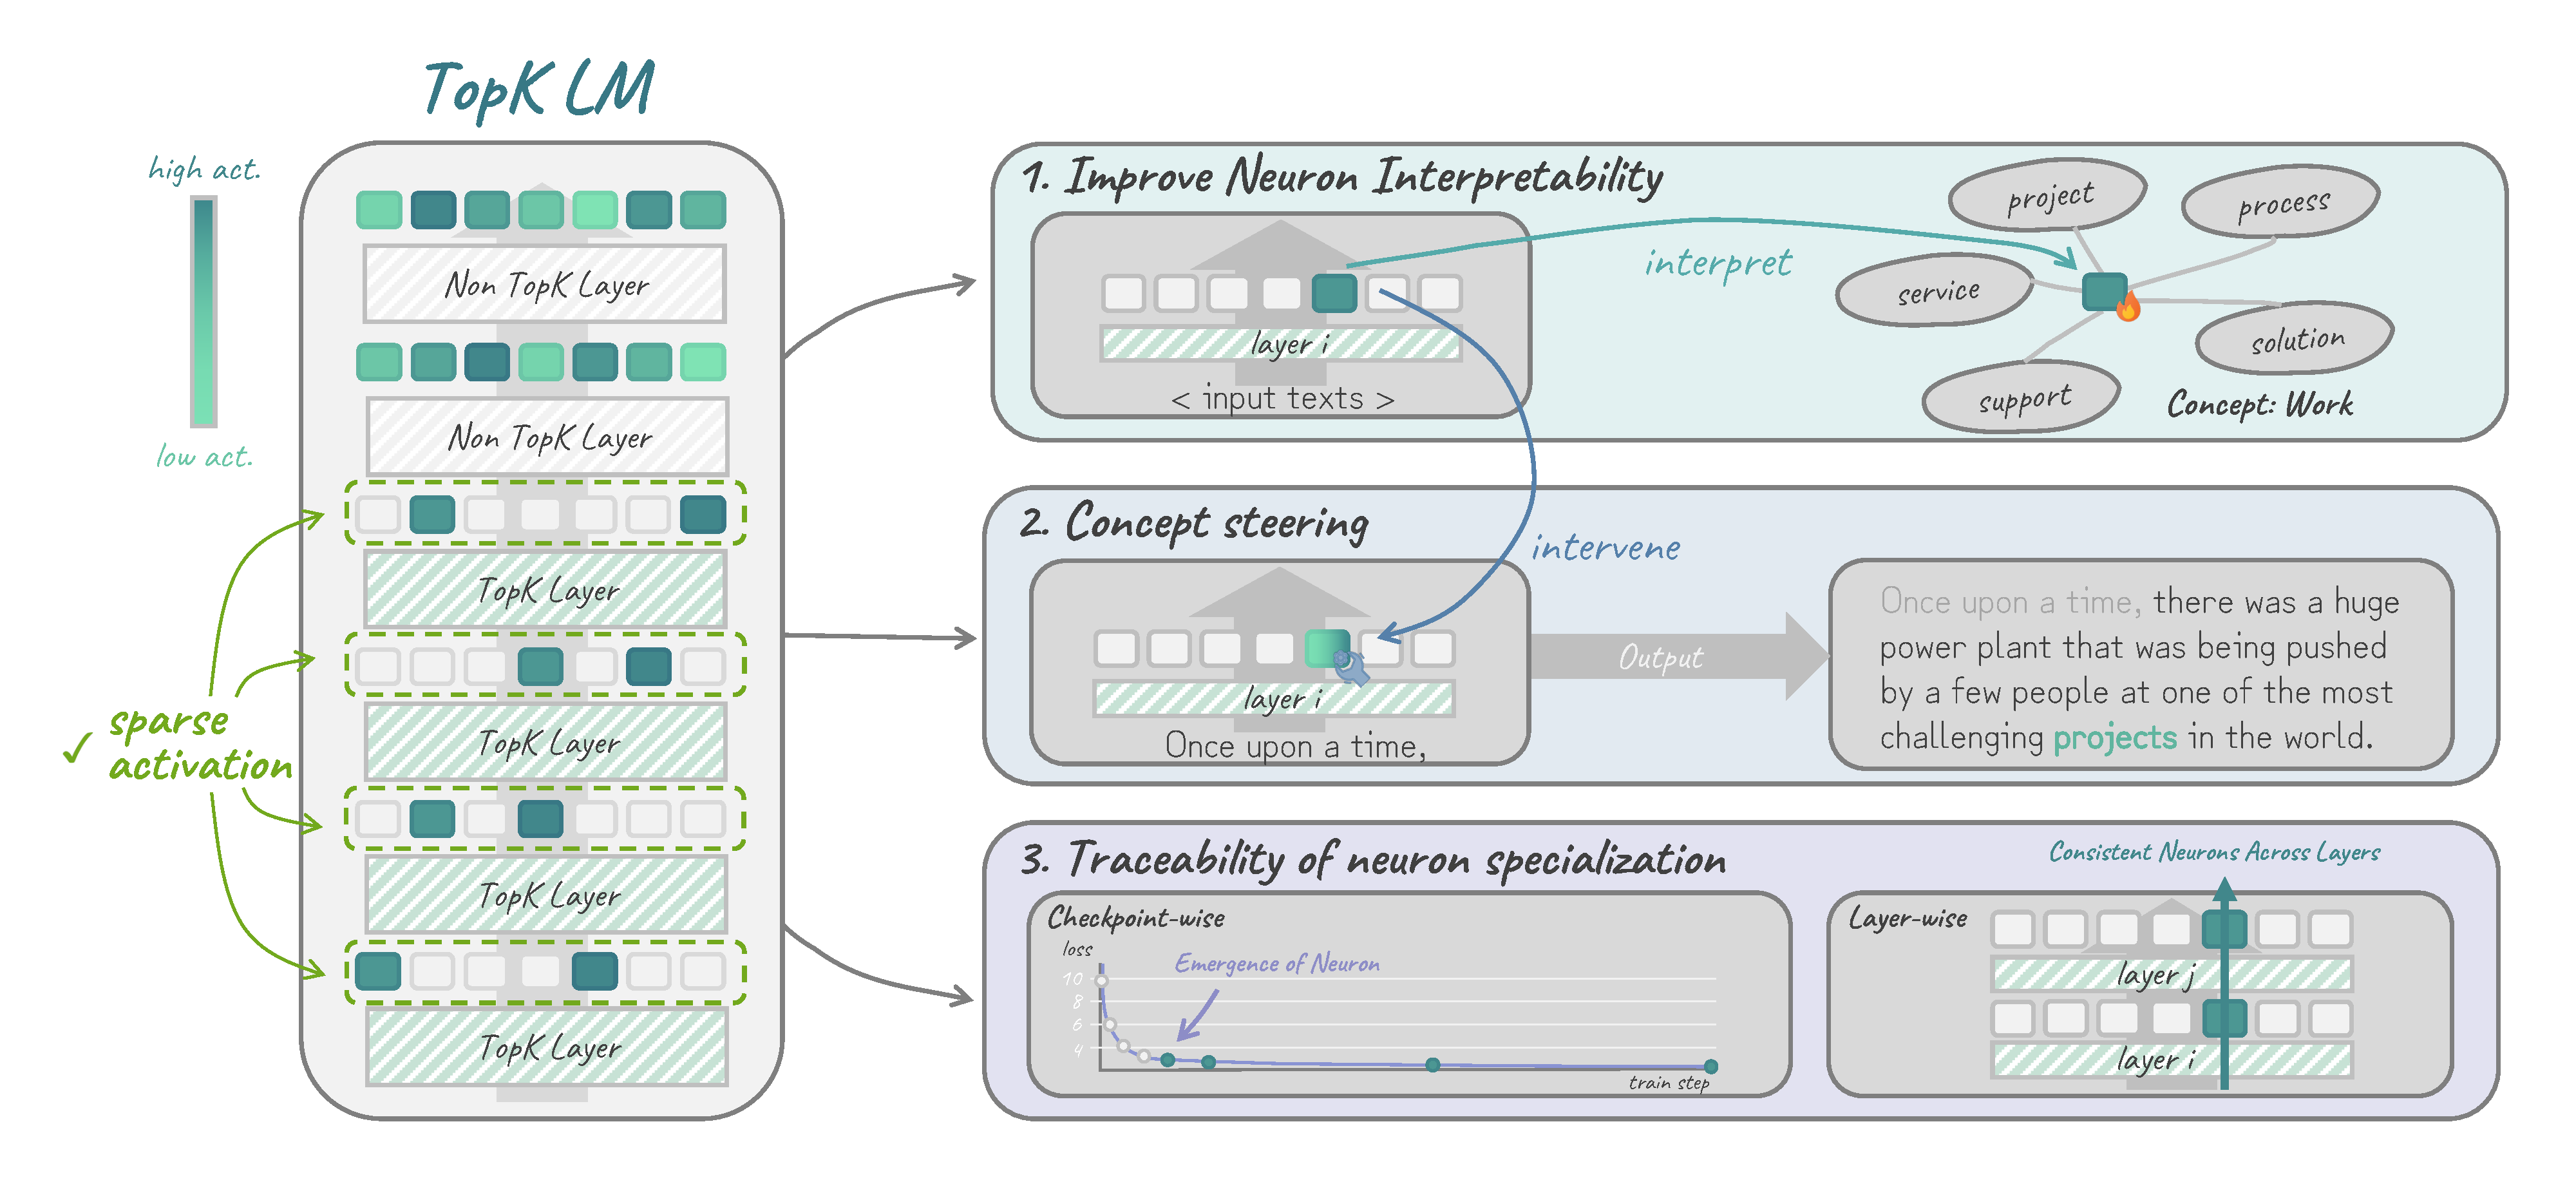 TopK LM
high act.
low act.
Non TopK Layer
Non TopK Layer
TopK Layer
TopK Layer
TopK Layer
TopK Layer
✓ sparse
activation
1. Improve Neuron Interpretability
layer i
< input texts >
interpret
project
process
service
solution
support
Concept: Work
2. Concept steering
intervene
layer i
Once upon a time,
Output
Once upon a time, there was a huge
power plant that was being pushed
by a few people at one of the most
challenging projects in the world.
3. Traceability of neuron specialization
Checkpoint-wise
loss
10
8
6
4
Emergence of Neuron
train step
Consistent Neurons Across Layers
Layer-wise
layer j
layer i